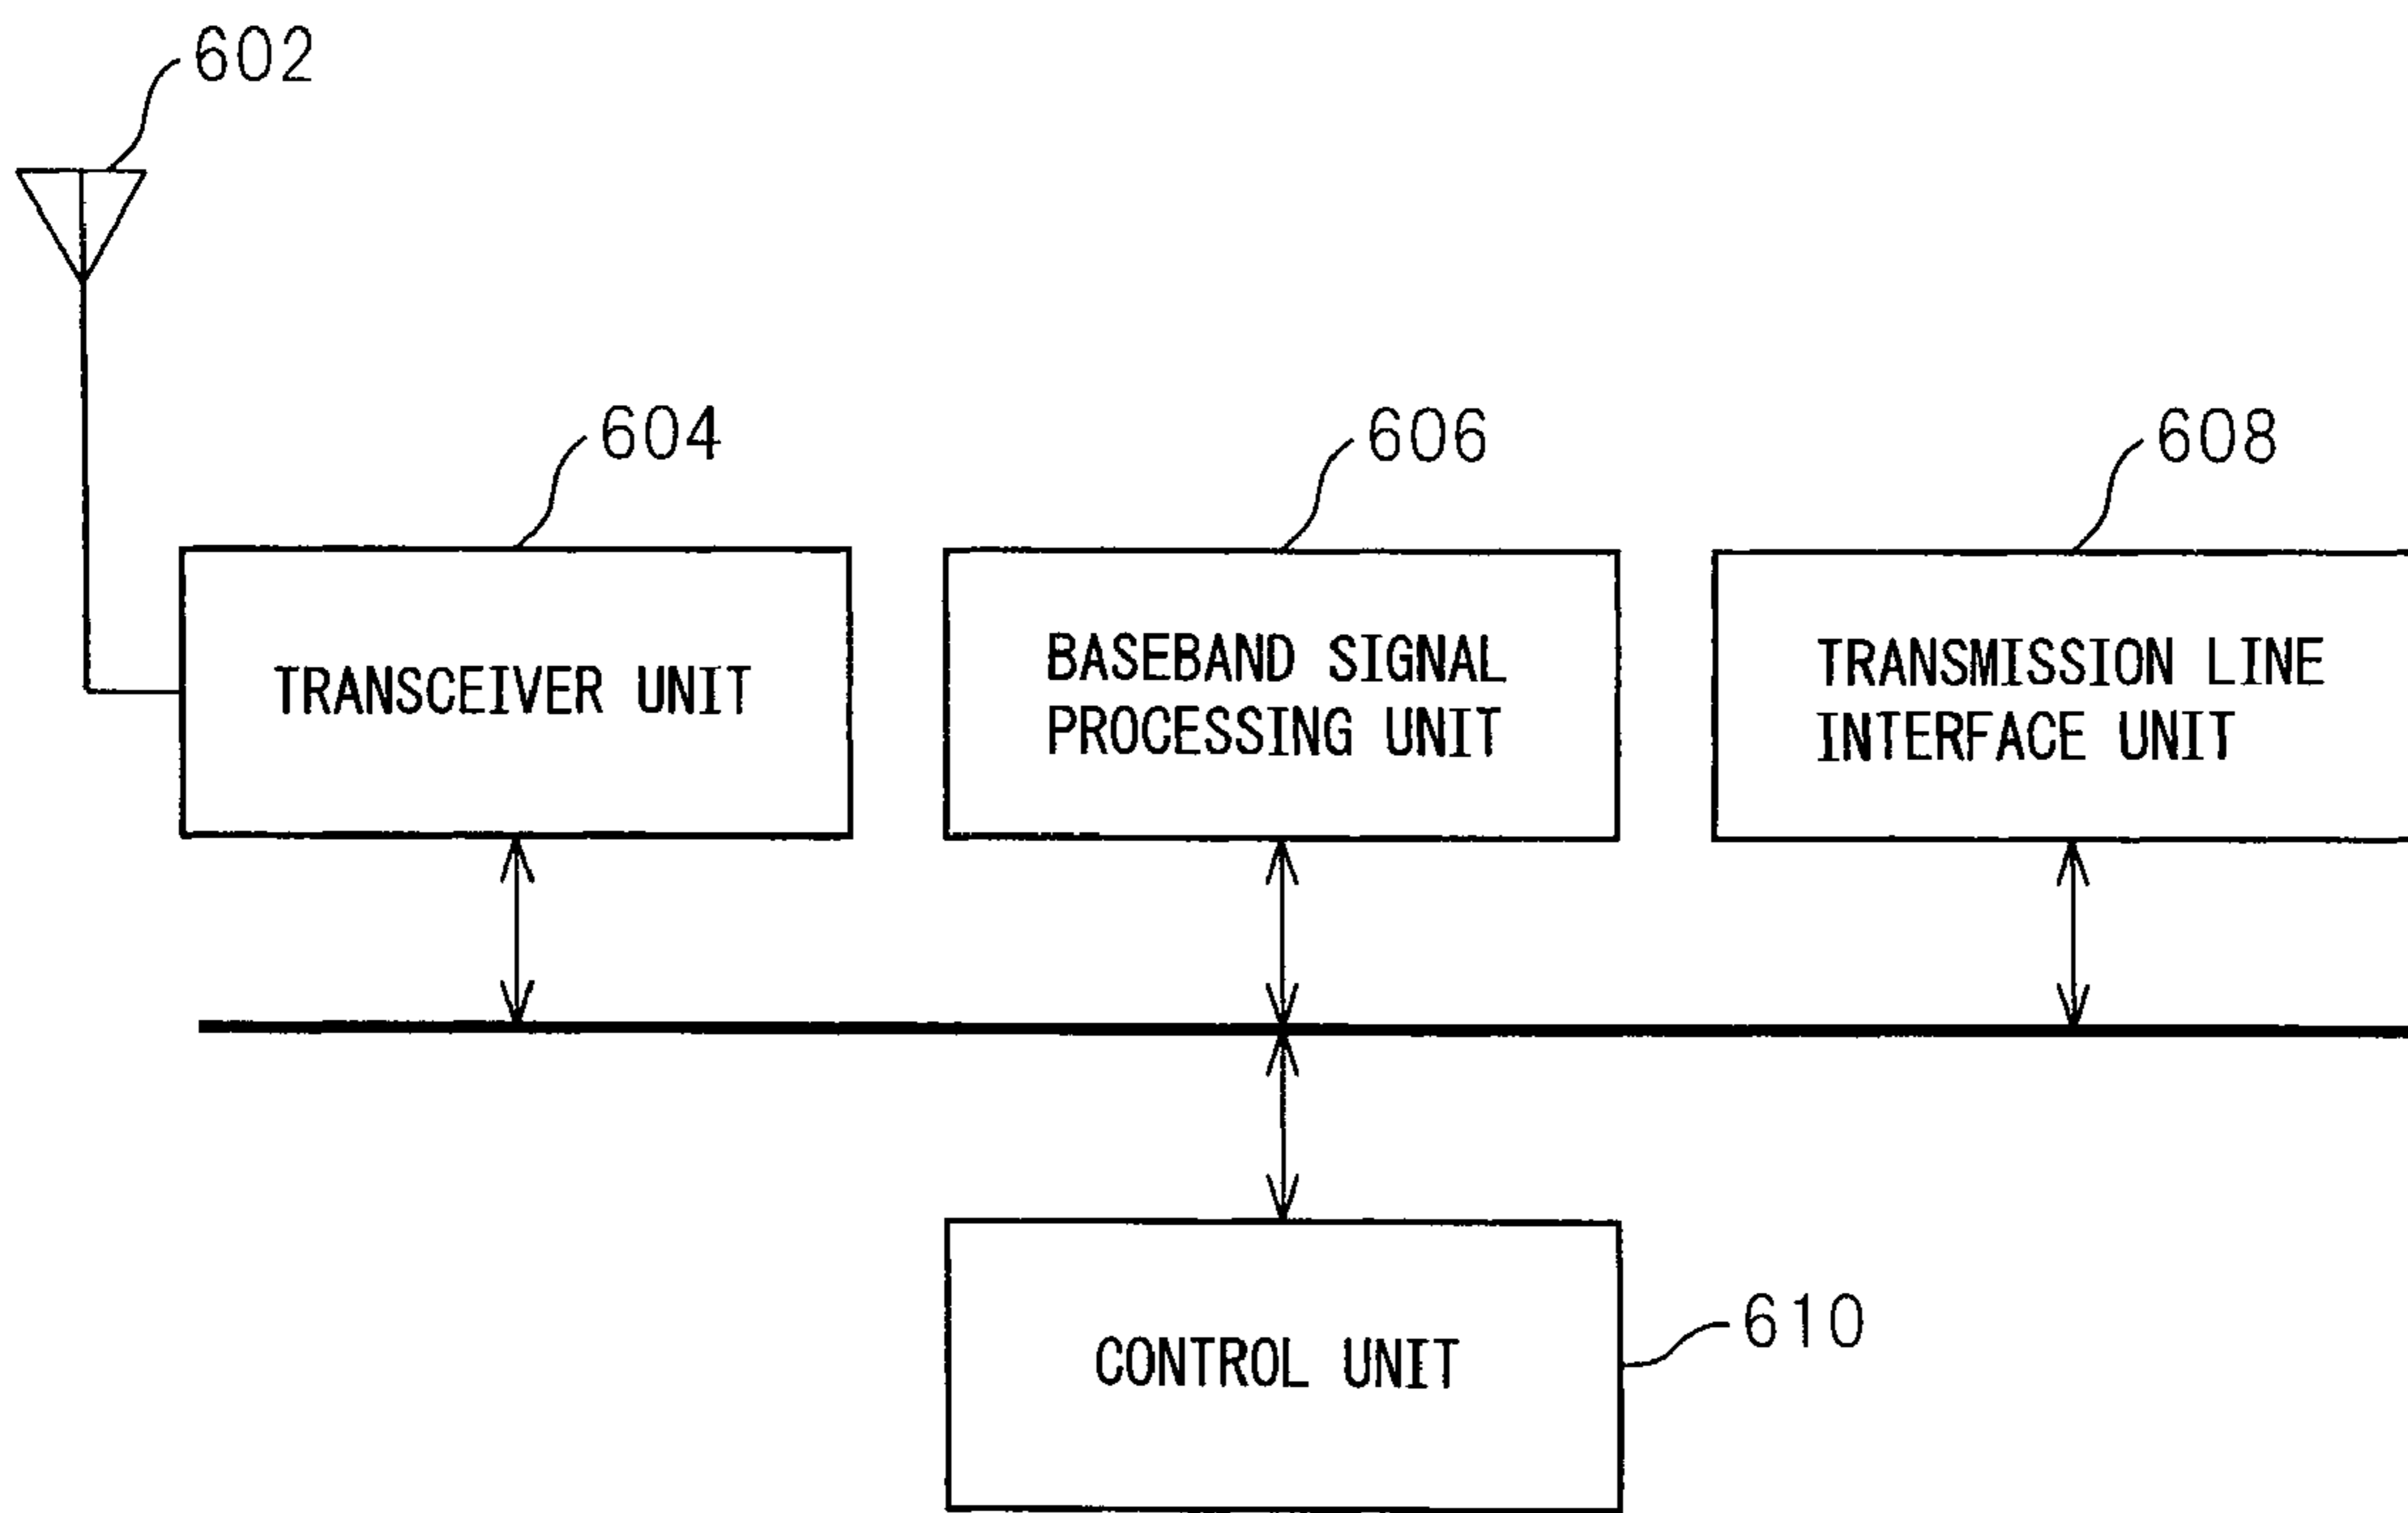 602
604
606
608
TRANSCEIVER UNIT
BASEBAND SIGNAL
PROCESSING UNIT
TRANSMISSION LINE
INTERFACE UNIT
CONTROL UNIT
610